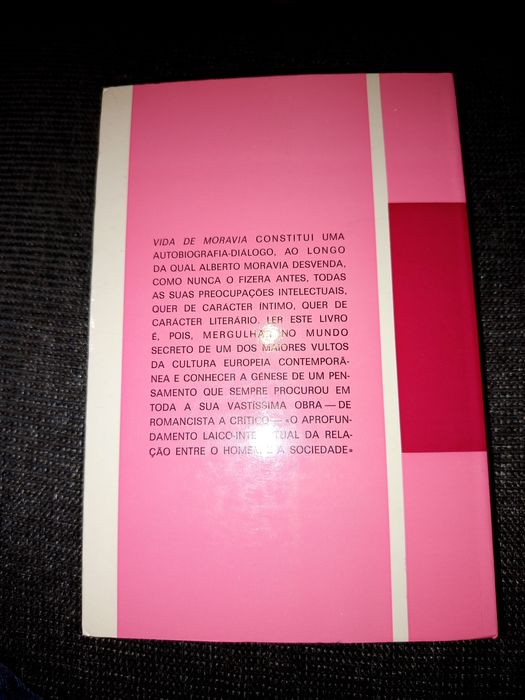 VIDA DE MORAVIA CONSTITUI UMA
AUTOBIOGRAFIA-DIÁLOGO, AO LONGO
DA QUAL ALBERTO MORAVIA DESVENDA,
COMO NUNCA O FIZERA ANTES, TODAS
AS SUAS PREOCUPAÇÕES INTELECTUAIS,
QUER DE CARÁCTER ÍNTIMO, QUER DE
CARÁCTER LITERÁRIO. LER ESTE LIVRO
É, POIS, MERGULHAR NO MUNDO
SECRETO DE UM DOS MAIORES VULTOS
DA CULTURA EUROPEIA CONTEMPORÂ-
NEA E CONHECER A GÉNESE DE UM PEN-
SAMENTO QUE SEMPRE PROCUROU EM
TODA A SUA VASTÍSSIMA OBRA — DE
ROMANCISTA A CRÍTICO — «O APROFUN-
DAMENTO DA RELA-
ÇÃO ENTRE O HOMEM E A SOCIEDADE»